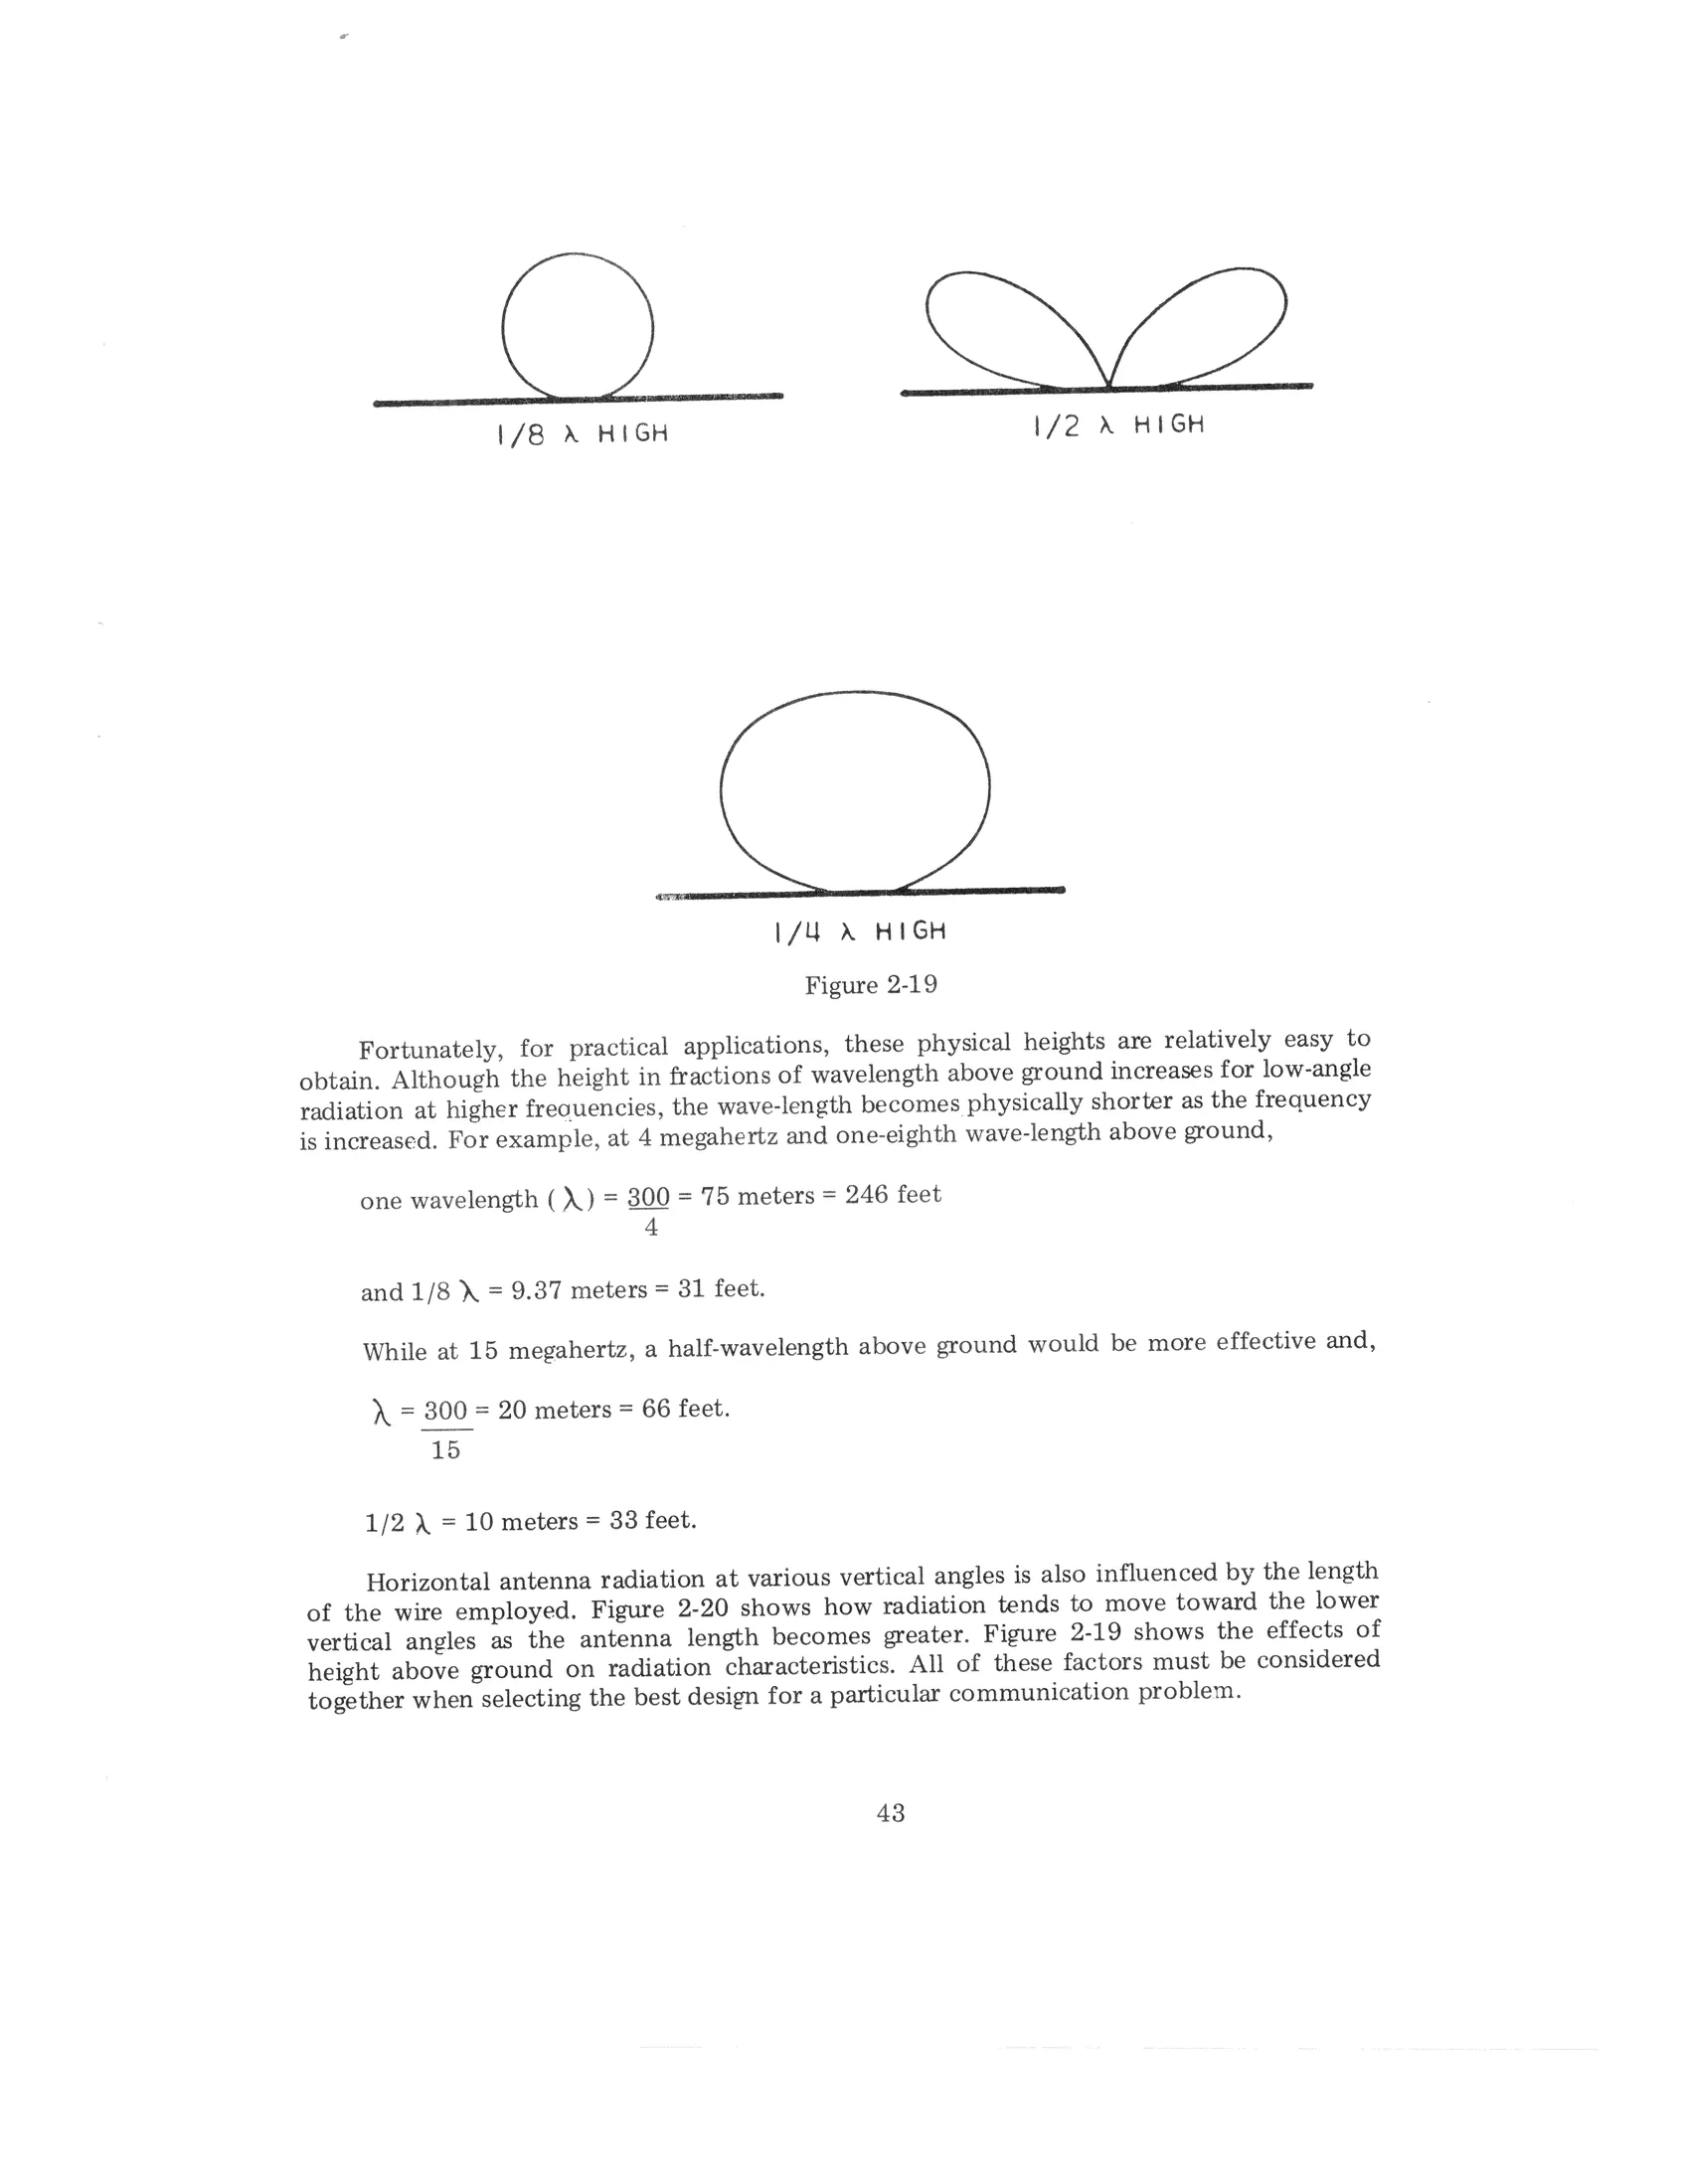 1/8 λ HIGH
1/2 λ HIGH
1/4 λ HIGH
Figure 2-19
Fortunately, for practical applications, these physical heights are relatively easy to
obtain. Although the height in fractions of wavelength above ground increases for low-angle
radiation at higher frequencies, the wave-length becomes physically shorter as the frequency
is increased. For example, at 4 megahertz and one-eighth wave-length above ground,
one wavelength ( λ ) = 300 = 75 meters = 246 feet
4
and 1/8 λ = 9.37 meters = 31 feet.
While at 15 megahertz, a half-wavelength above ground would be more effective and,
λ = 300 = 20 meters = 66 feet.
15
1/2 λ = 10 meters = 33 feet.
Horizontal antenna radiation at various vertical angles is also influenced by the length
of the wire employed. Figure 2-20 shows how radiation tends to move toward the lower
vertical angles as the antenna length becomes greater. Figure 2-19 shows the effects of
height above ground on radiation characteristics. All of these factors must be considered
together when selecting the best design for a particular communication problem.
43